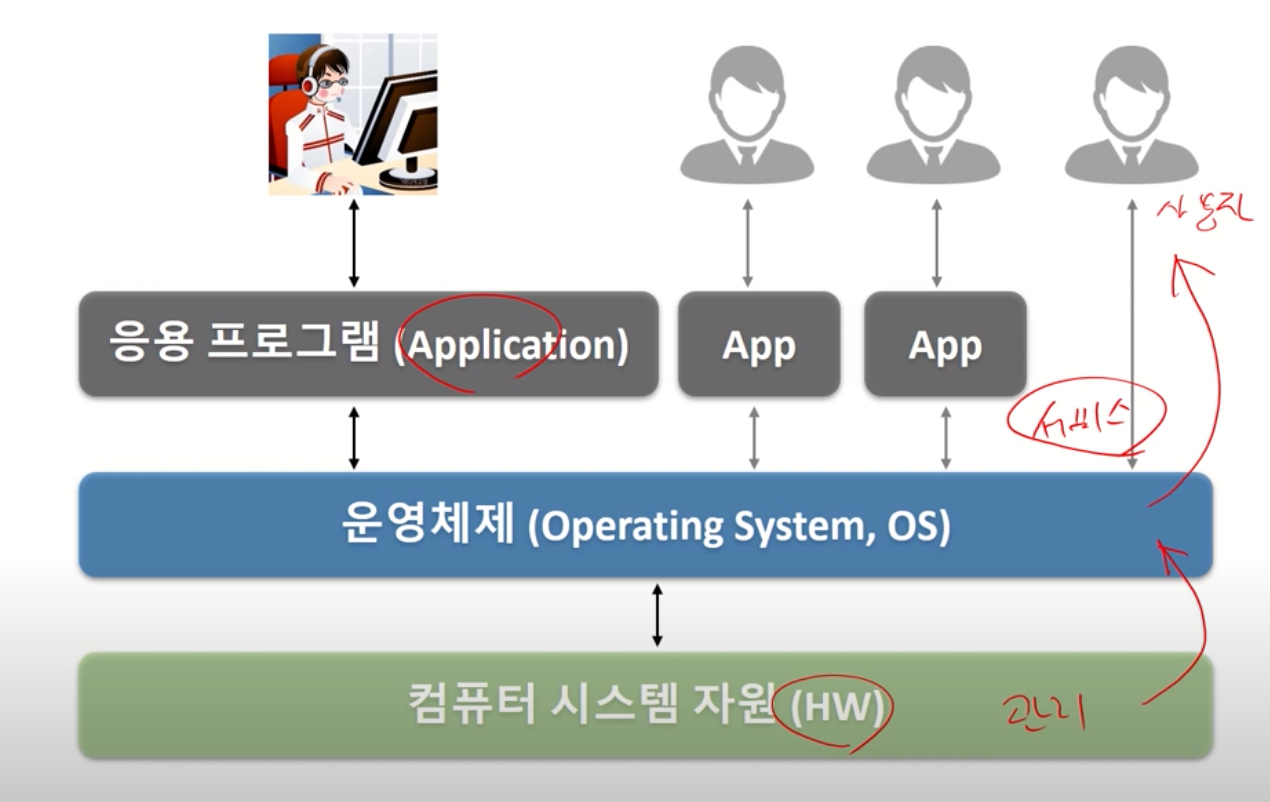 사용자
응용 프로그램 (Application)
App
App
서비스
운영체제 (Operating System, OS)
컴퓨터 시스템 자원 (HW)
관리